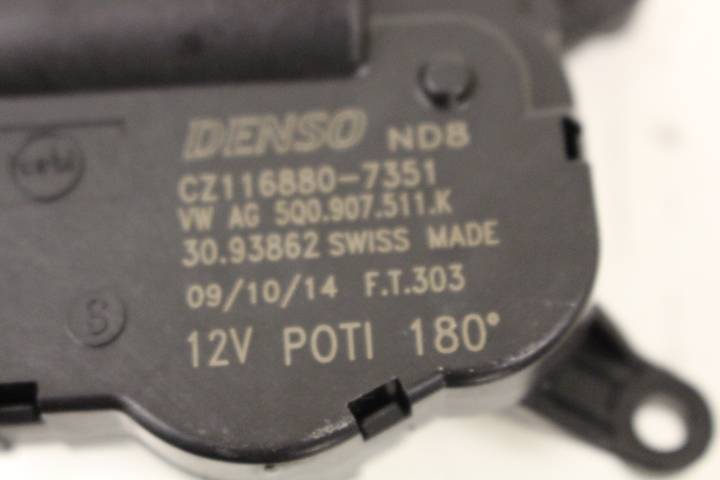 DENSO ND8
CZ116880-7351
VW AG 5Q0.907.511.K
30.93862 SWISS MADE
09/10/14 F.T.303
12V POTI 180°